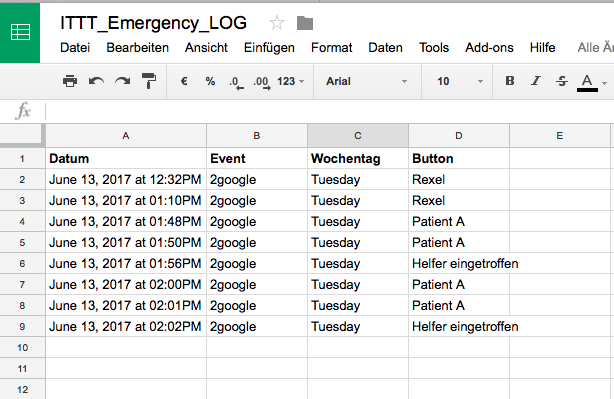 ITTT_Emergency_LOG
Datei Bearbeiten Ansicht Einfügen Format Daten Tools Add-ons Hilfe Alle Ä
€ % .0 .00 123 Arial 10 B I S A
fx
A B C D E
1 Datum Event Wochentag Button
2 June 13, 2017 at 12:32PM 2google Tuesday Rexel
3 June 13, 2017 at 01:10PM 2google Tuesday Rexel
4 June 13, 2017 at 01:48PM 2google Tuesday Patient A
5 June 13, 2017 at 01:50PM 2google Tuesday Patient A
6 June 13, 2017 at 01:56PM 2google Tuesday Helfer eingetroffen
7 June 13, 2017 at 02:00PM 2google Tuesday Patient A
8 June 13, 2017 at 02:01PM 2google Tuesday Patient A
9 June 13, 2017 at 02:02PM 2google Tuesday Helfer eingetroffen
10
11
12